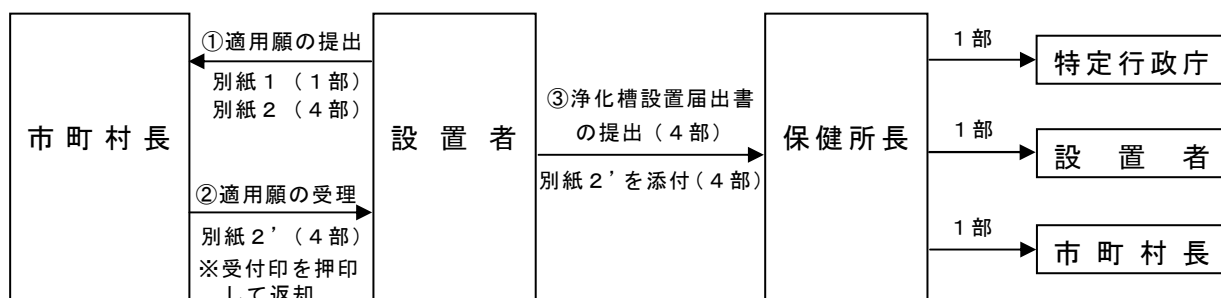 市町村長
①適用願の提出
別紙１（１部）
別紙２（４部）
②適用願の受理
別紙２’（４部）
※受付印を押印
して返却
設置者
③浄化槽設置届出書
の提出（４部）
別紙２’を添付（４部）
保健所長
１部
特定行政庁
１部
設置者
１部
市町村長